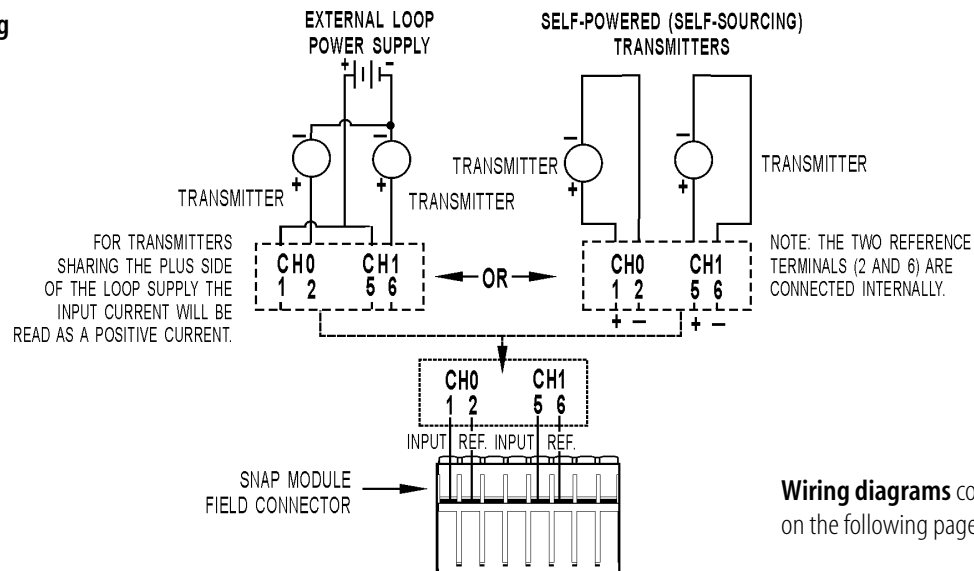 g
EXTERNAL LOOP
POWER SUPPLY
+ −
− −
TRANSMITTER
+ +
TRANSMITTER
FOR TRANSMITTERS
SHARING THE PLUS SIDE
OF THE LOOP SUPPLY THE
INPUT CURRENT WILL BE
READ AS A POSITIVE CURRENT.
CH0 CH1
1 2 5 6
OR
SELF-POWERED (SELF-SOURCING)
TRANSMITTERS
− −
TRANSMITTER
TRANSMITTER
+ +
CH0 CH1
1 2 5 6
+ − + −
NOTE: THE TWO REFERENCE
TERMINALS (2 AND 6) ARE
CONNECTED INTERNALLY.
CH0 CH1
1 2 5 6
INPUT REF. INPUT REF.
SNAP MODULE
FIELD CONNECTOR
Wiring diagrams co
on the following page